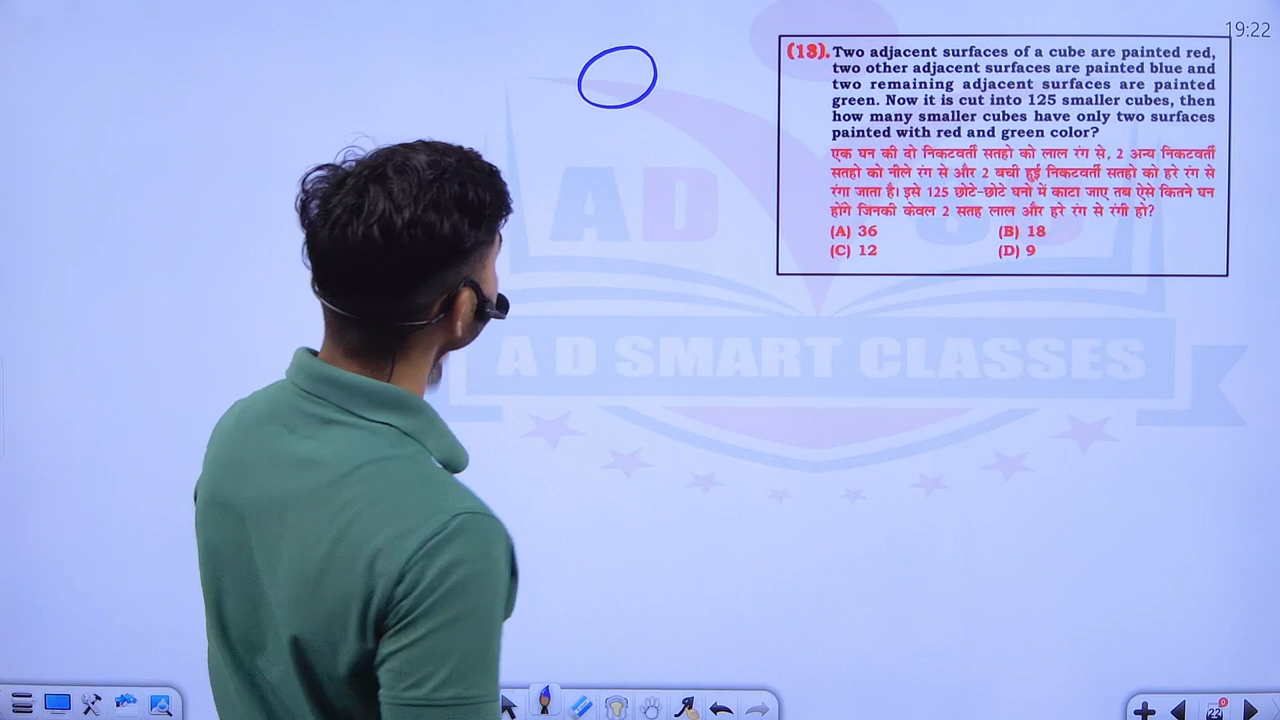 19:22
(13). Two adjacent surfaces of a cube are painted red,
two other adjacent surfaces are painted blue and
two remaining adjacent surfaces are painted
green. Now it is cut into 125 smaller cubes, then
how many smaller cubes have only two surfaces
painted with red and green color?
एक घन की दो निकटवर्ती सतहो को लाल रंग से, 2 अन्य निकटवर्ती
सतहो को नीले रंग से और 2 बची हुई निकटवर्ती सतहो को हरे रंग से
रंगा जाता है। इसे 125 छोटे-छोटे घनो में काटा जाए तब ऐसे कितने घन
होंगे जिनकी केवल 2 सतह लाल और हरे रंग से रंगी हो?
(A) 36 (B) 18
(C) 12 (D) 9
AD
A D SMART CLASSES
22